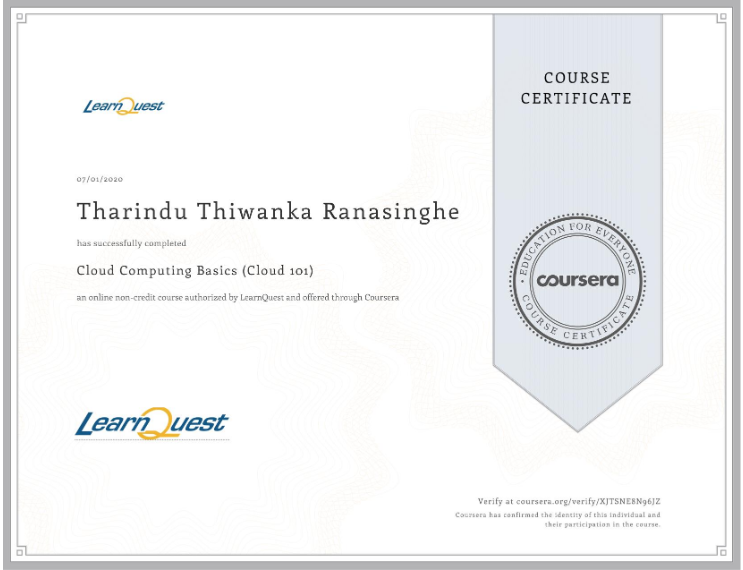 LearnQuest
COURSE
CERTIFICATE
07/01/2020
Tharindu Thiwanka Ranasinghe
has successfully completed
Cloud Computing Basics (Cloud 101)
an online non-credit course authorized by LearnQuest and offered through Coursera
EDUCATION FOR EVERYONE
coursera
COURSE CERTIFICATE
LearnQuest
Verify at coursera.org/verify/XJTSNE8N96JZ
Coursera has confirmed the identity of this individual and
their participation in the course.